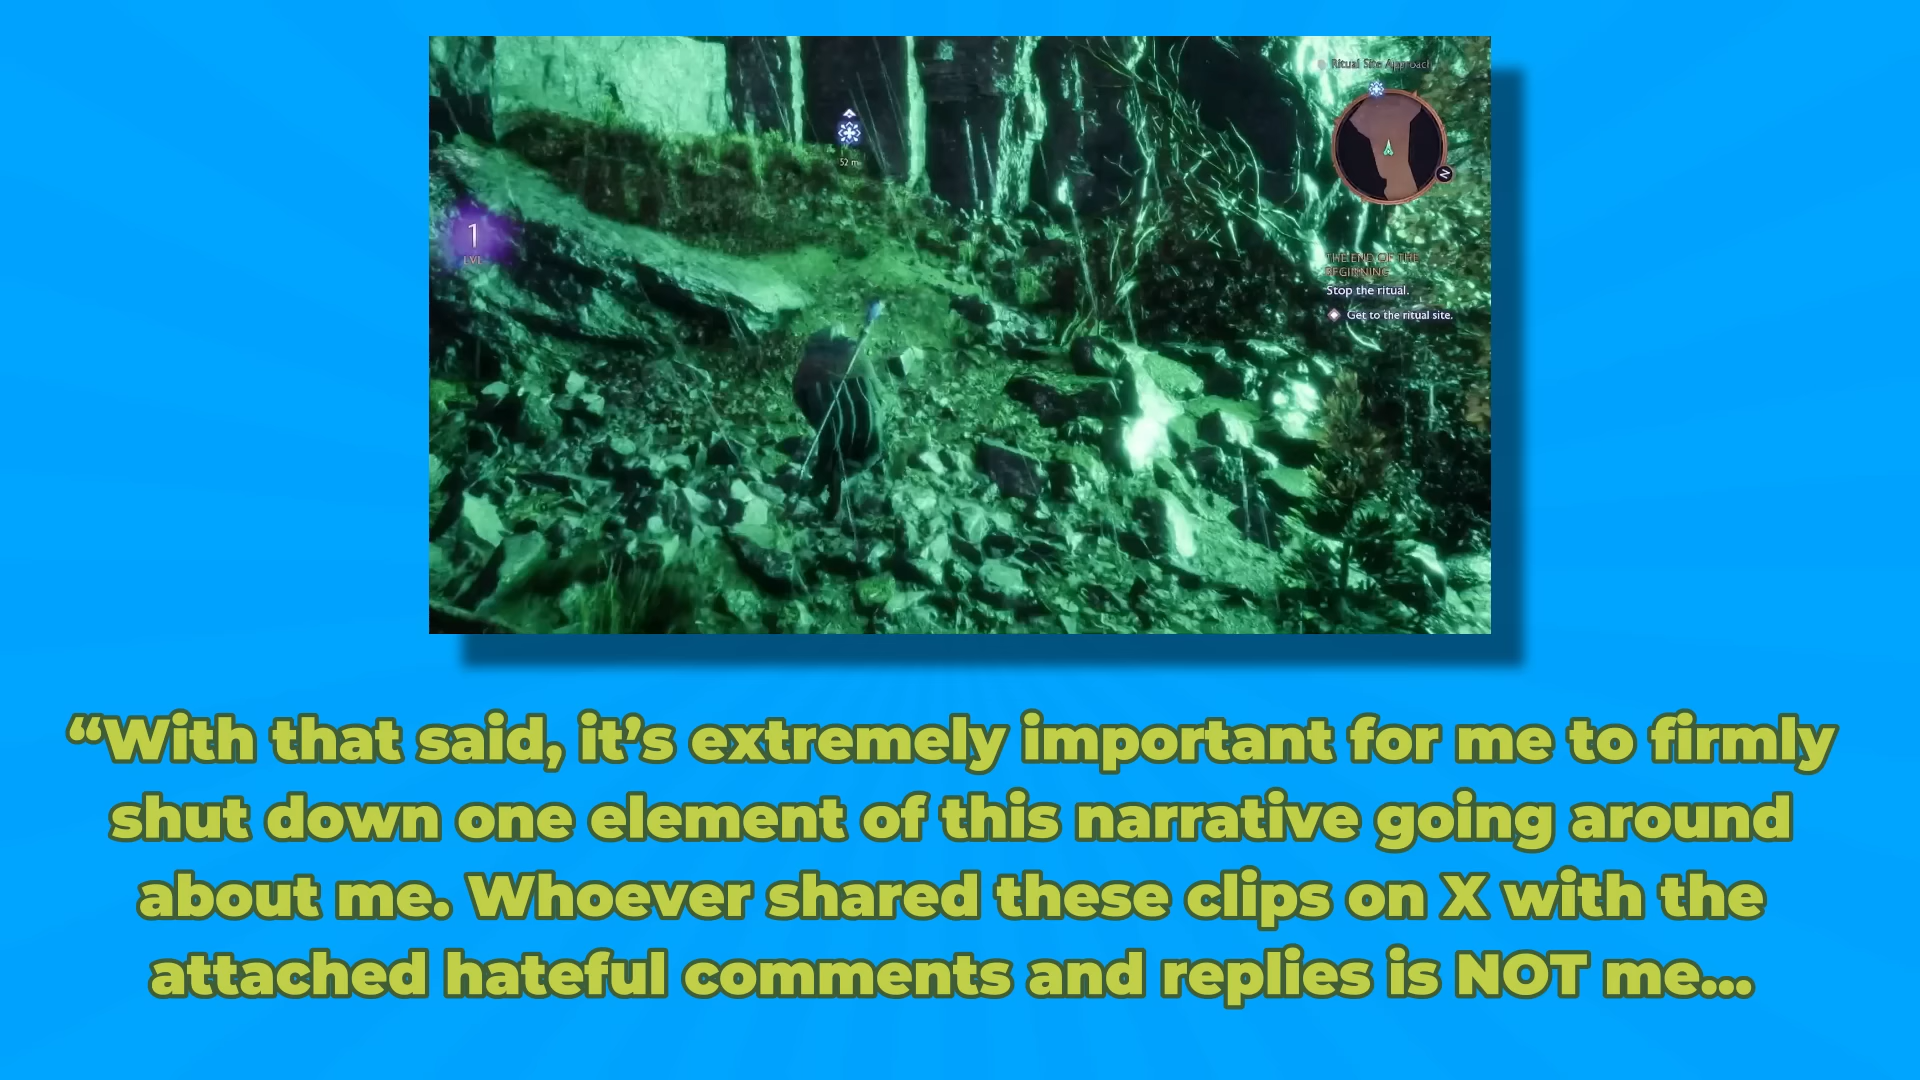 Ritual Site Approach
52 m
N
1
LVL
THE END OF THE
BEGINNING
Stop the ritual.
Get to the ritual site.
“With that said, it’s extremely important for me to firmly
shut down one element of this narrative going around
about me. Whoever shared these clips on X with the
attached hateful comments and replies is NOT me...